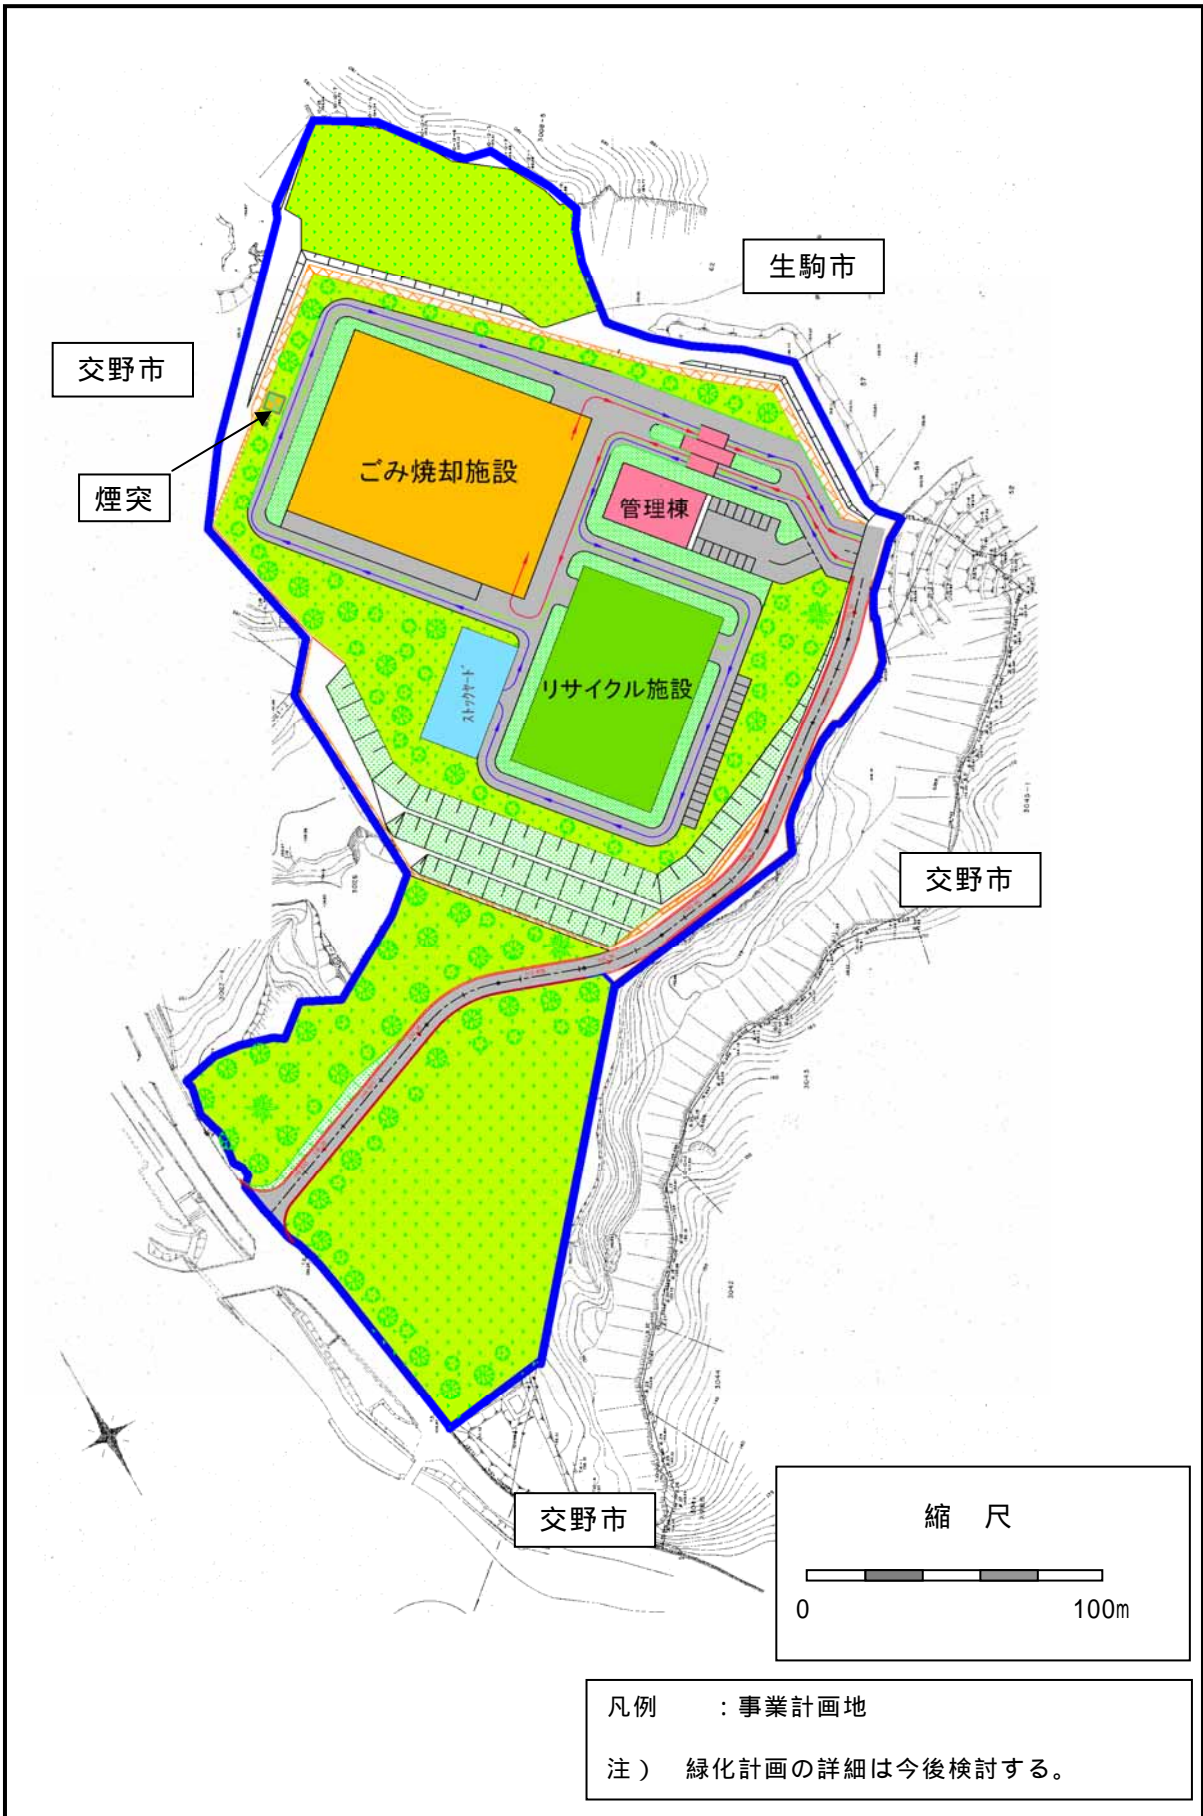 生駒市
交野市
煙突
ごみ焼却施設
管理棟
リサイクル施設
ストックヤード
交野市
交野市
縮 尺
0 100m
凡例 ：事業計画地
注） 緑化計画の詳細は今後検討する。